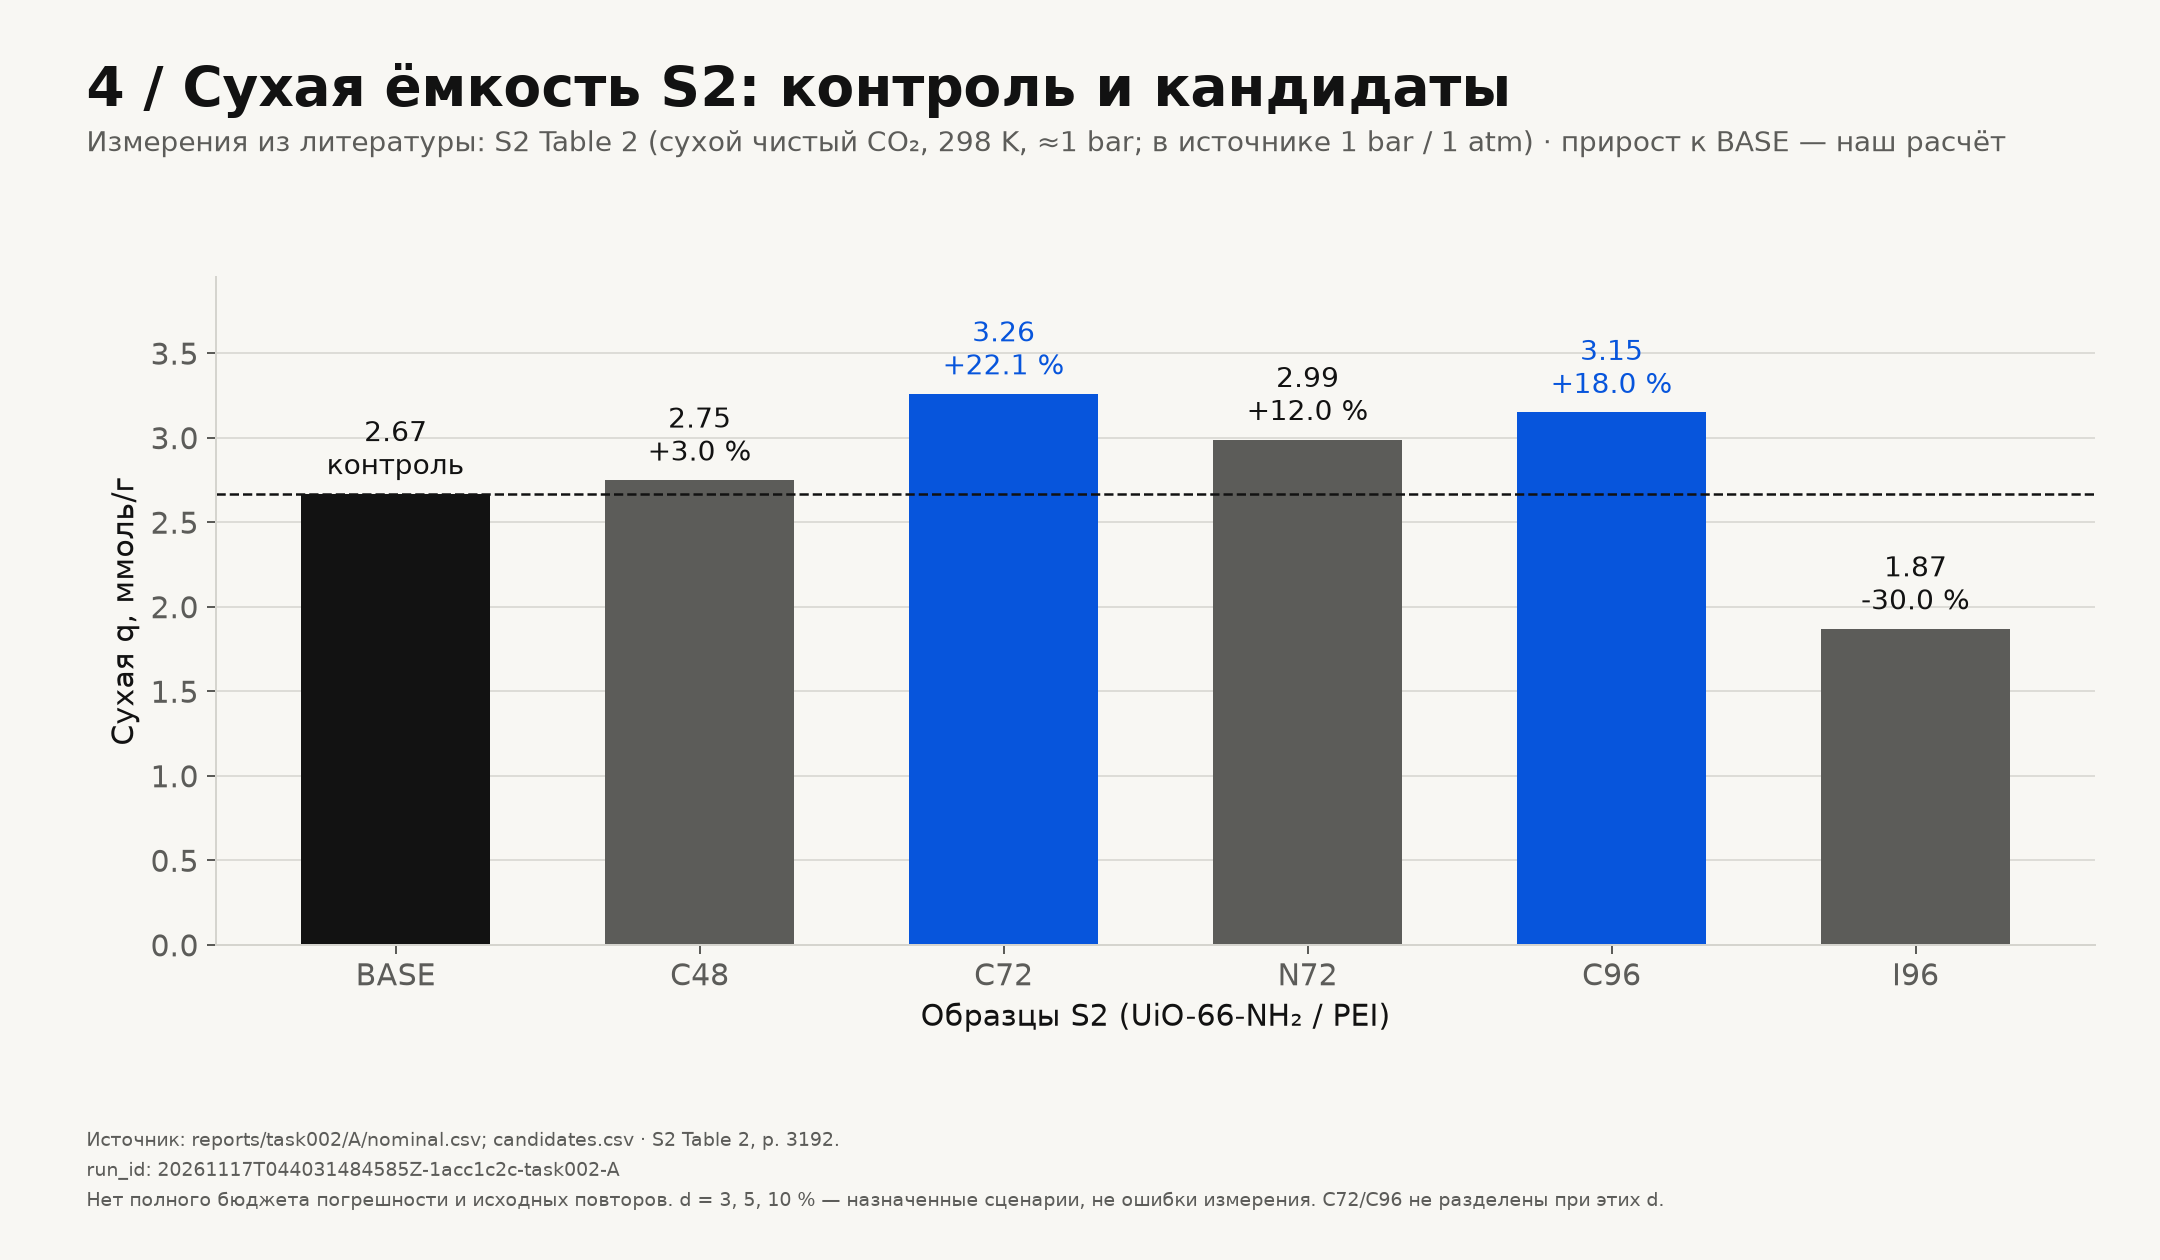 4 / Сухая ёмкость S2: контроль и кандидаты
Измерения из литературы: S2 Table 2 (сухой чистый CO₂, 298 K, ≈1 bar; в источнике 1 bar / 1 atm) · прирост к BASE — наш расчёт
Сухая q, ммоль/г
3.5
3.0
2.5
2.0
1.5
1.0
0.5
0.0
2.67
контроль
2.75
+3.0 %
3.26
+22.1 %
2.99
+12.0 %
3.15
+18.0 %
1.87
-30.0 %
BASE
C48
C72
N72
C96
I96
Образцы S2 (UiO-66-NH₂ / PEI)
Источник: reports/task002/A/nominal.csv; candidates.csv · S2 Table 2, p. 3192.
run_id: 20261117T044031484585Z-1acc1c2c-task002-A
Нет полного бюджета погрешности и исходных повторов. d = 3, 5, 10 % — назначенные сценарии, не ошибки измерения. C72/C96 не разделены при этих d.